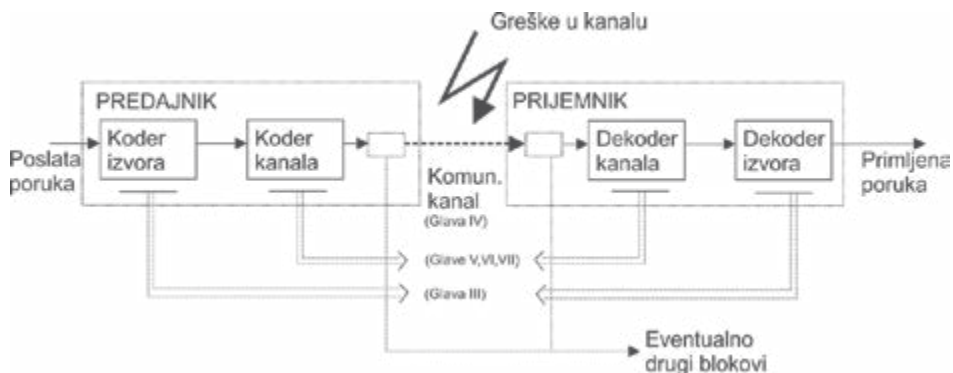 Greške u kanalu
PREDAJNIK
PRIJEMNIK
Poslata
poruka
Koder
izvora
Koder
kanala
Komun.
kanal
(Glava IV)
Dekoder
kanala
Dekoder
izvora
Primljena
poruka
(Glave V,VI,VII)
(Glava III)
Eventualno
drugi blokovi